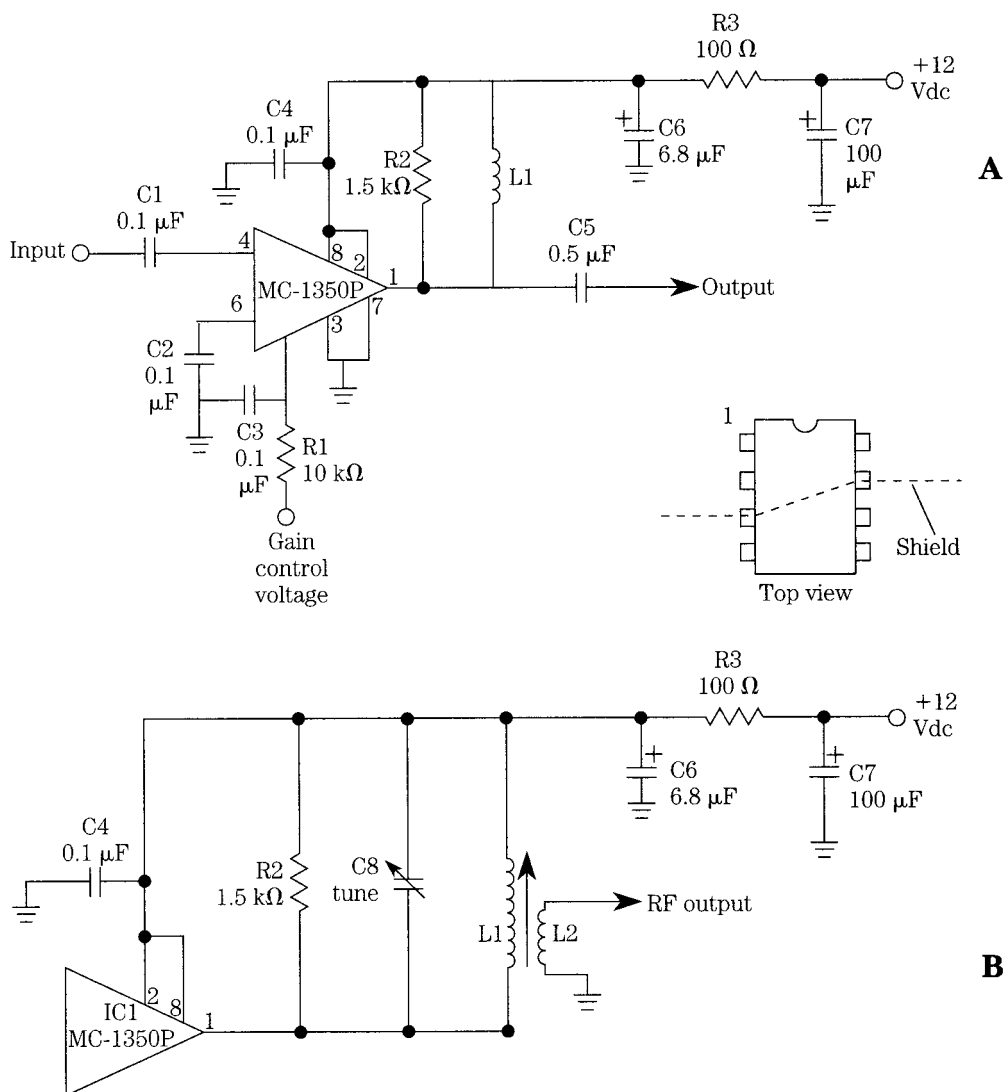 R3
100 Ω
+12
Vdc
C4
0.1 µF
+
C6
6.8 µF
+
C7
100
µF
A
R2
1.5 kΩ
L1
C1
0.1 µF
C5
0.5 µF
Input
4
8
2
1
MC-1350P
7
Output
6
3
C2
0.1
µF
C3
0.1
µF
R1
10 kΩ
Gain
control
voltage
1
Shield
Top view
R3
100 Ω
+12
Vdc
+
C6
6.8 µF
+
C7
100 µF
C4
0.1 µF
R2
1.5 kΩ
C8
tune
L1
L2
RF output
B
2
8
IC1
1
MC-1350P